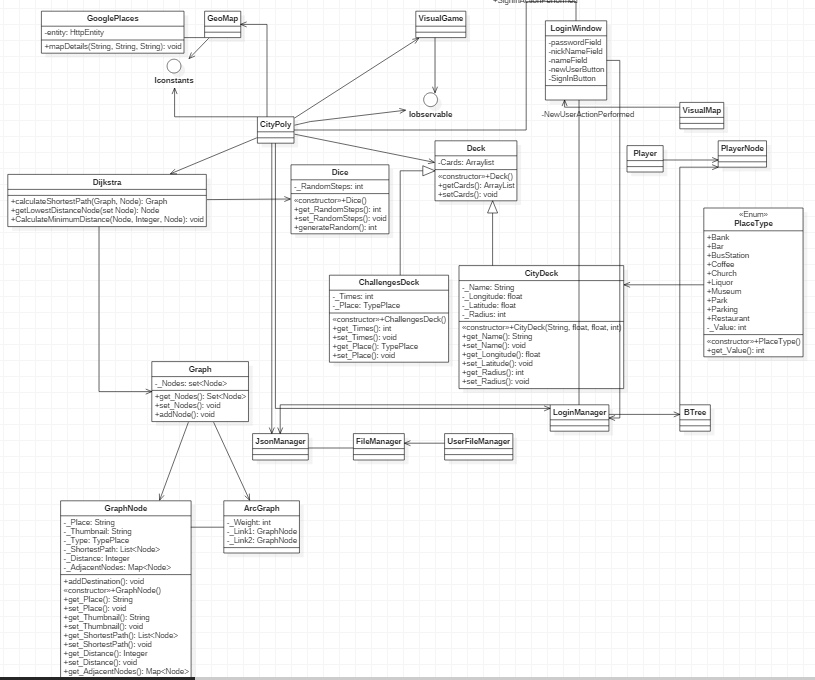 +SignInActionPerformed
GooglePlaces
-entity: HttpEntity
+mapDetails(String, String, String): void
GeoMap
VisualGame
LoginWindow
-passwordField
-nickNameField
-nameField
-newUserButton
-SignInButton
Iconstants
Iobservable
-NewUserActionPerformed
VisualMap
CityPoly
Deck
-Cards: Arraylist
«constructor»+Deck()
+getCards(): ArrayList
+setCards(): void
Player
PlayerNode
Dijkstra
+calculateShortestPath(Graph, Node): Graph
+getLowestDistanceNode(set Node): Node
+CalculateMinimumDistance(Node, Integer, Node): void
Dice
-_RandomSteps: int
«constructor»+Dice()
+get_RandomSteps(): int
+set_RandomSteps(): void
+generateRandom(): int
«Enum»
PlaceType
+Bank
+Bar
+BusStation
+Coffee
+Church
+Liquor
+Museum
+Park
+Parking
+Restaurant
-_Value: int
«constructor»+PlaceType()
+get_Value(): int
ChallengesDeck
-_Times: int
-_Place: TypePlace
«constructor»+ChallengesDeck()
+get_Times(): int
+set_Times(): void
+get_Place(): TypePlace
+set_Place(): void
CityDeck
-_Name: String
-_Longitude: float
-_Latitude: float
-_Radius: int
«constructor»+CityDeck(String, float, float, int)
+get_Name(): String
+set_Name(): void
+get_Longitude(): float
+set_Latitude(): void
+get_Radius(): int
+set_Radius(): void
Graph
-_Nodes: set<Node>
+get_Nodes(): Set<Node>
+set_Nodes(): void
+addNode(): void
LoginManager
BTree
JsonManager
FileManager
UserFileManager
GraphNode
-_Place: String
-_Thumbnail: String
-_Type: TypePlace
-_ShortestPath: List<Node>
-_Distance: Integer
-_AdjacentNodes: Map<Node>
+addDestination(): void
«constructor»+GraphNode()
+get_Place(): String
+set_Place(): void
+get_Thumbnail(): String
+set_Thumbnail(): void
+get_ShortestPath(): List<Node>
+set_ShortestPath(): void
+get_Distance(): Integer
+set_Distance(): void
+get_AdjacentNodes(): Map<Node>
ArcGraph
-_Weight: int
-_Link1: GraphNode
-_Link2: GraphNode